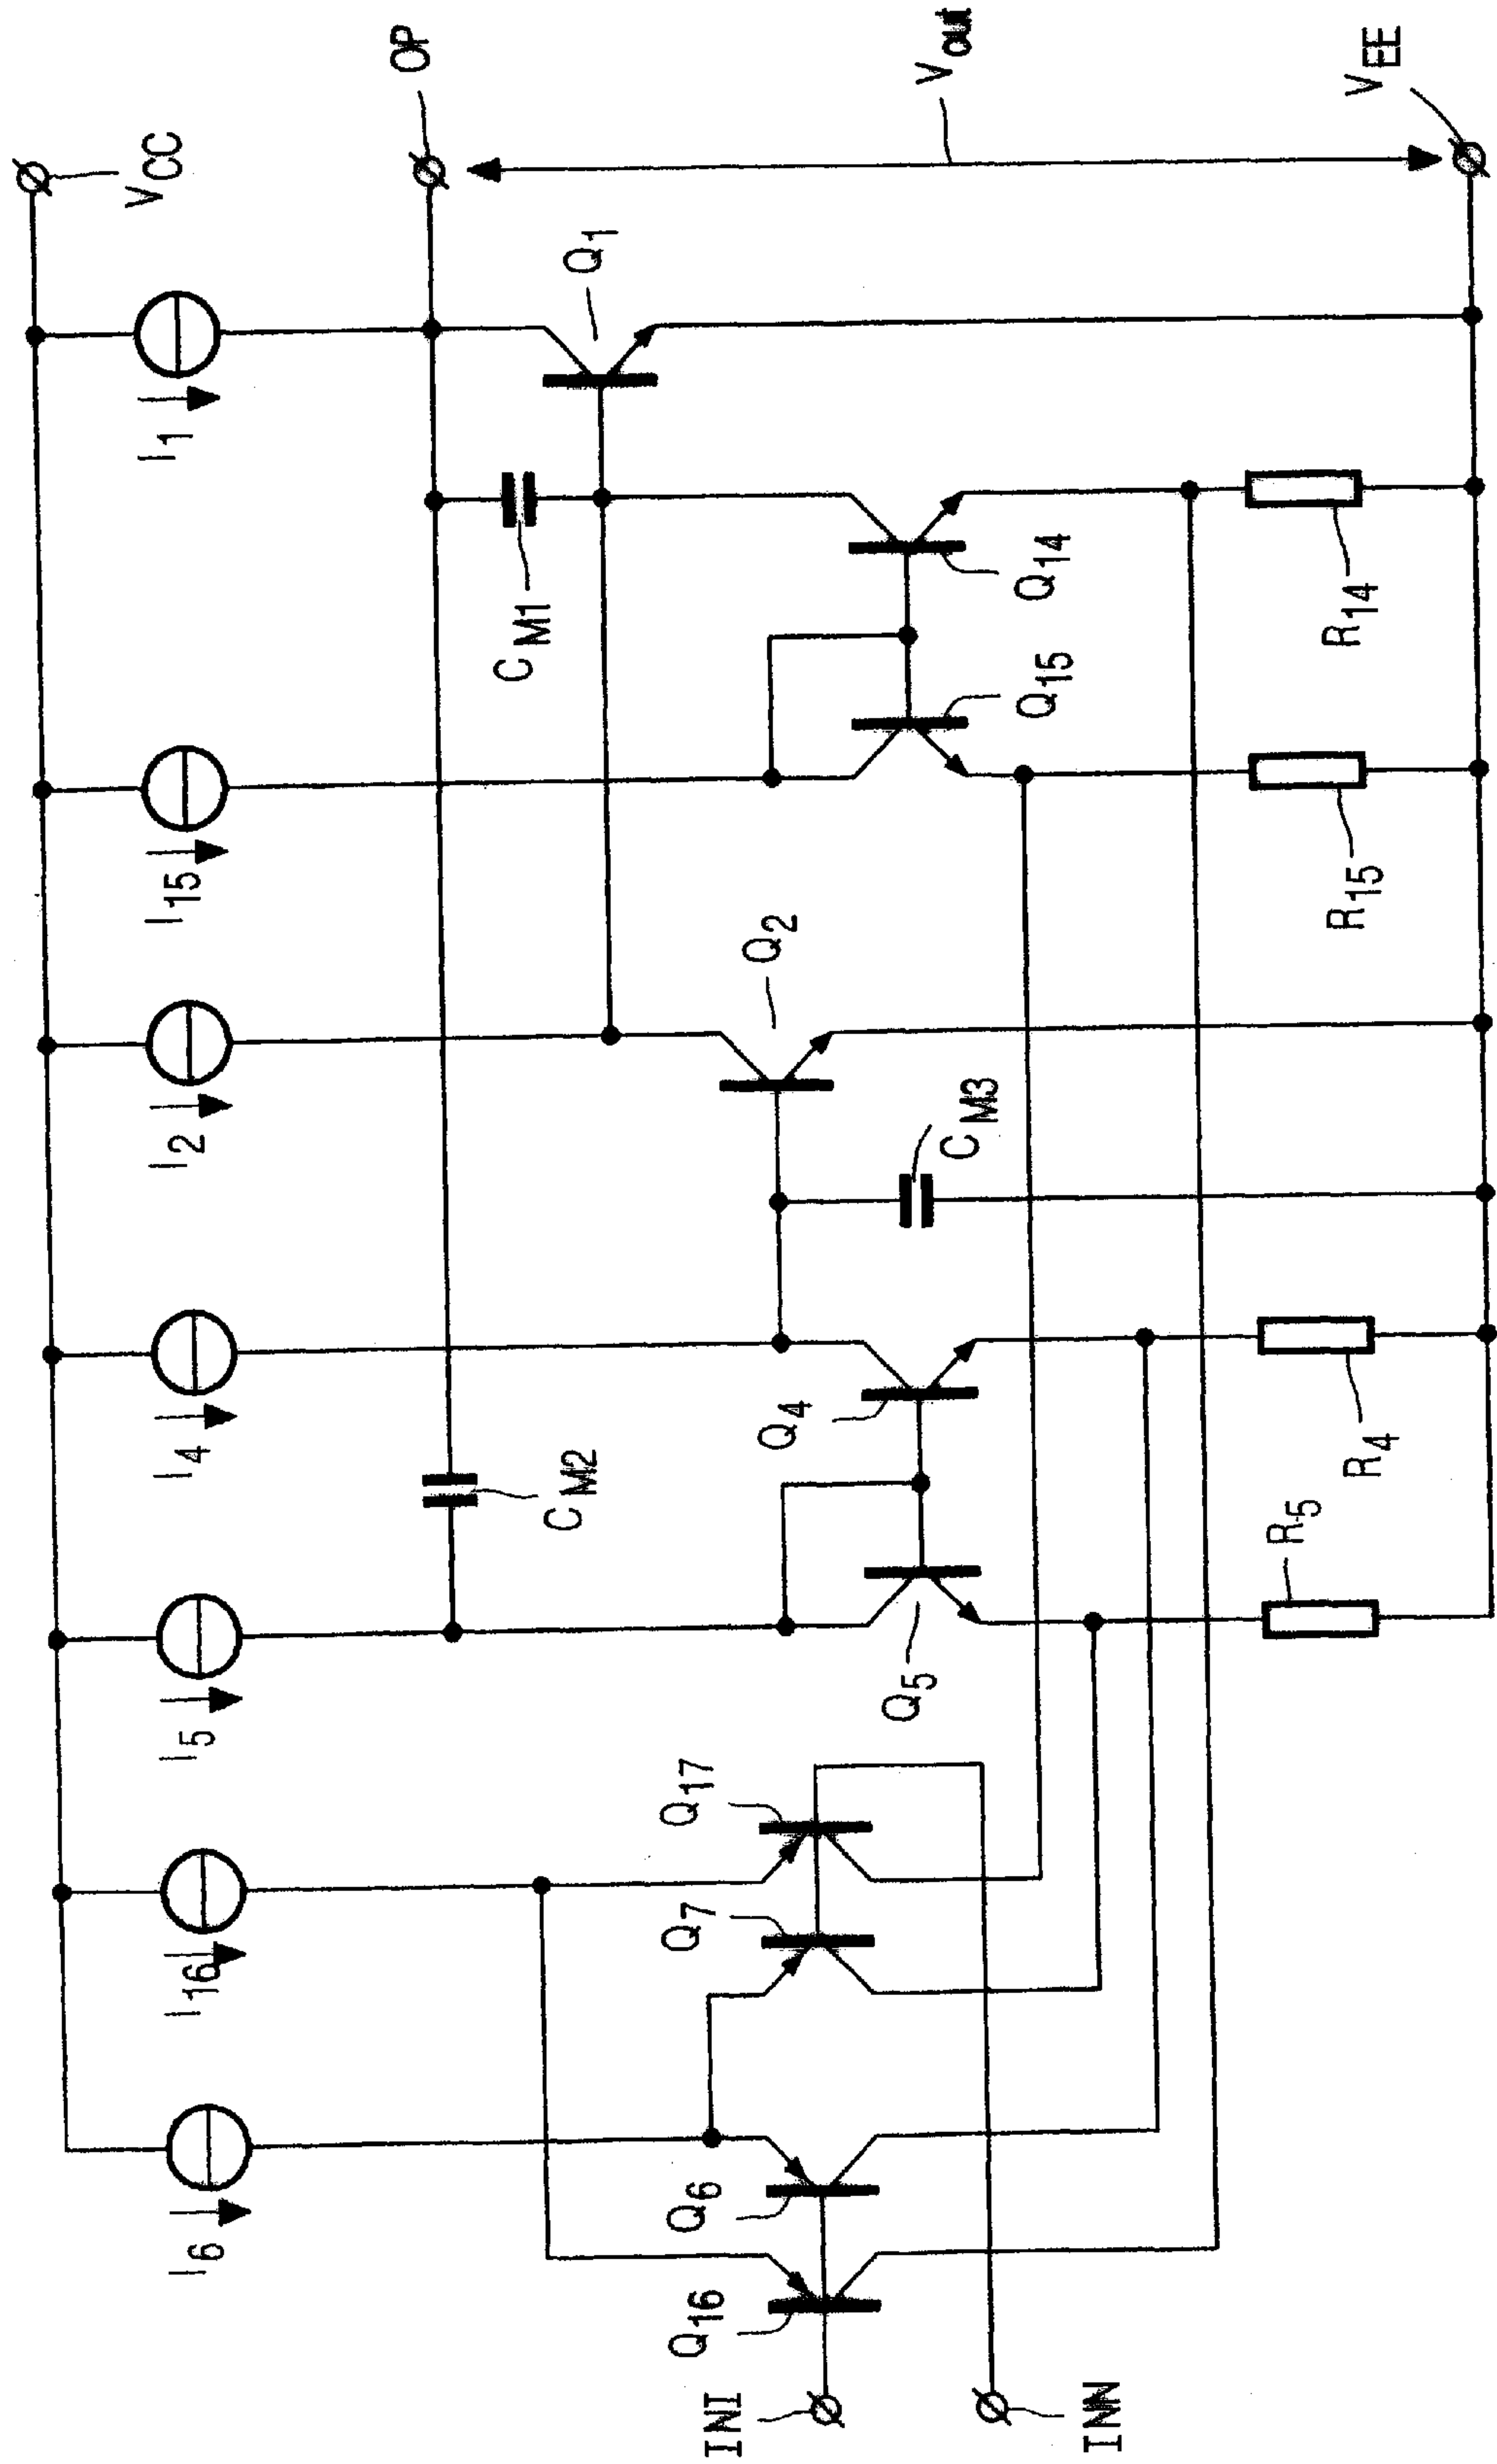 VCC
OP
Vout
VEE
I1
Q1
CM1
Q14
R14
I15
Q15
R15
I2
Q2
CM3
I4
Q4
R4
CM2
I5
Q5
R5
I16
Q17
Q7
I6
Q6
Q16
INI
INN